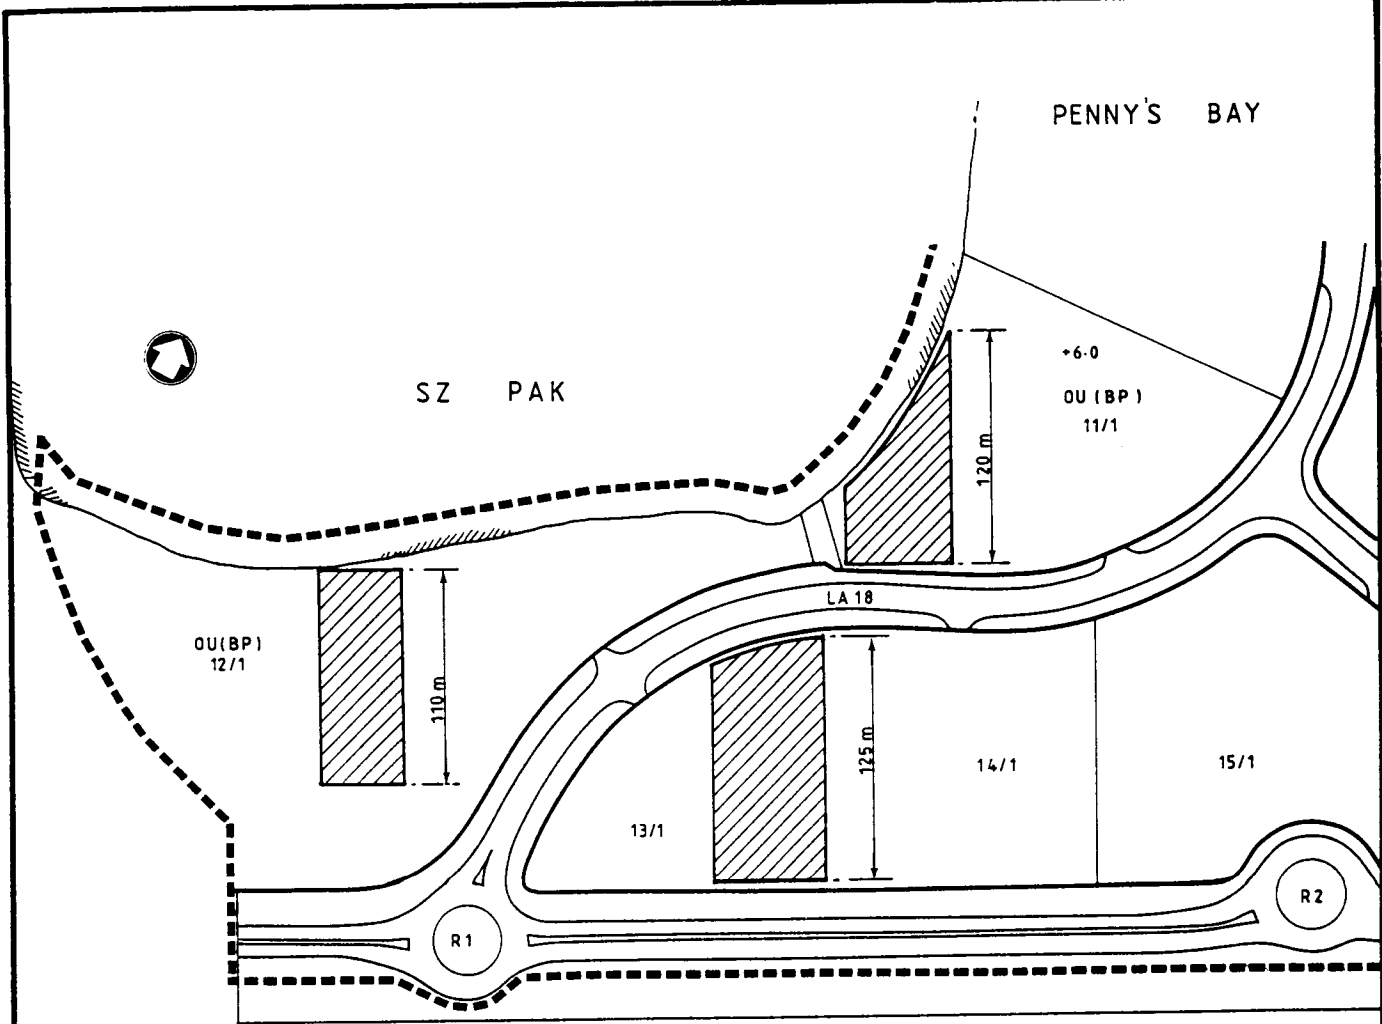 PENNY'S BAY
SZ PAK
+6.0
OU (BP)
11/1
120 m
LA 18
OU(BP)
12/1
110 m
125 m
14/1
15/1
13/1
R1
R2